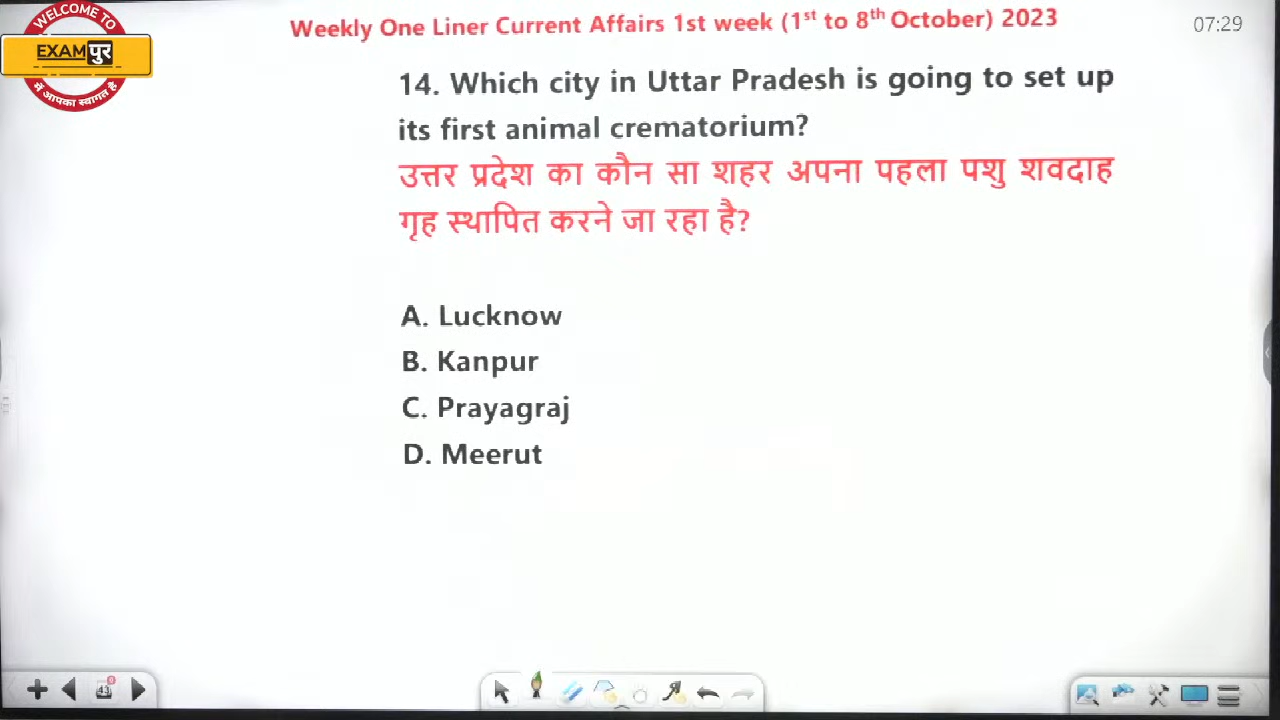 WELCOME TO
EXAMपुर
में आपका स्वागत है
Weekly One Liner Current Affairs 1st week (1st to 8th October) 2023
07:29
14. Which city in Uttar Pradesh is going to set up
its first animal crematorium?
उत्तर प्रदेश का कौन सा शहर अपना पहला पशु शवदाह
गृह स्थापित करने जा रहा है?
A. Lucknow
B. Kanpur
C. Prayagraj
D. Meerut